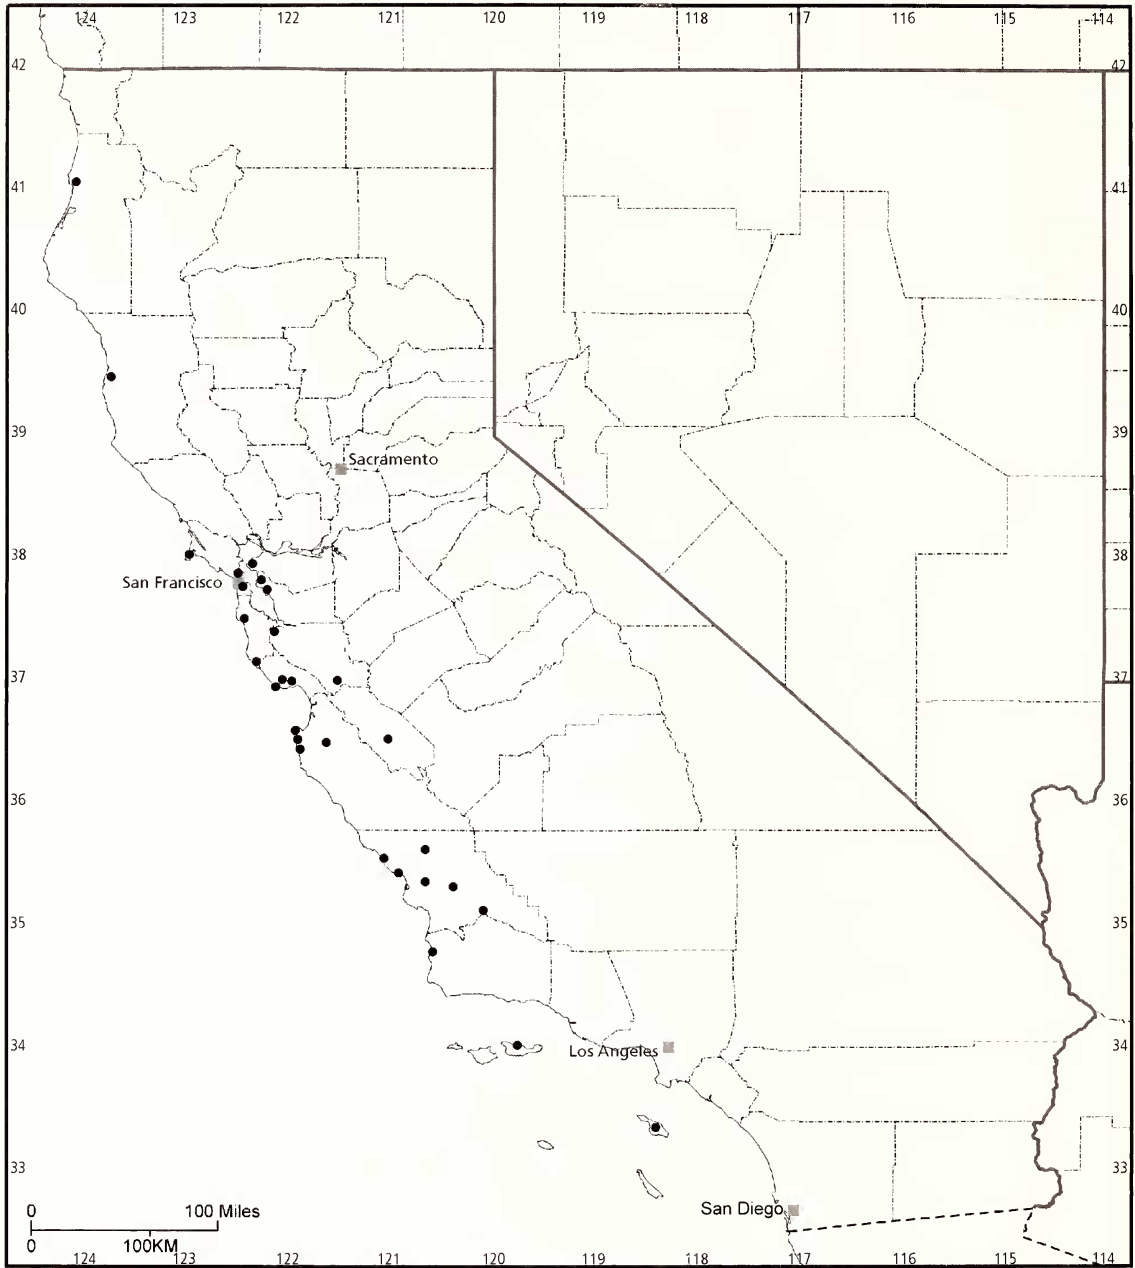 124 123 122 121 120 119 118 117 116 115 114
42 42
41 41
40 40
39 39
Sacramento
38 38
San Francisco
37 37
36 36
35 35
34 34
Los Angeles
33 33
San Diego
0 100 Miles
0 100KM
124 123 122 121 120 119 118 117 116 115 114